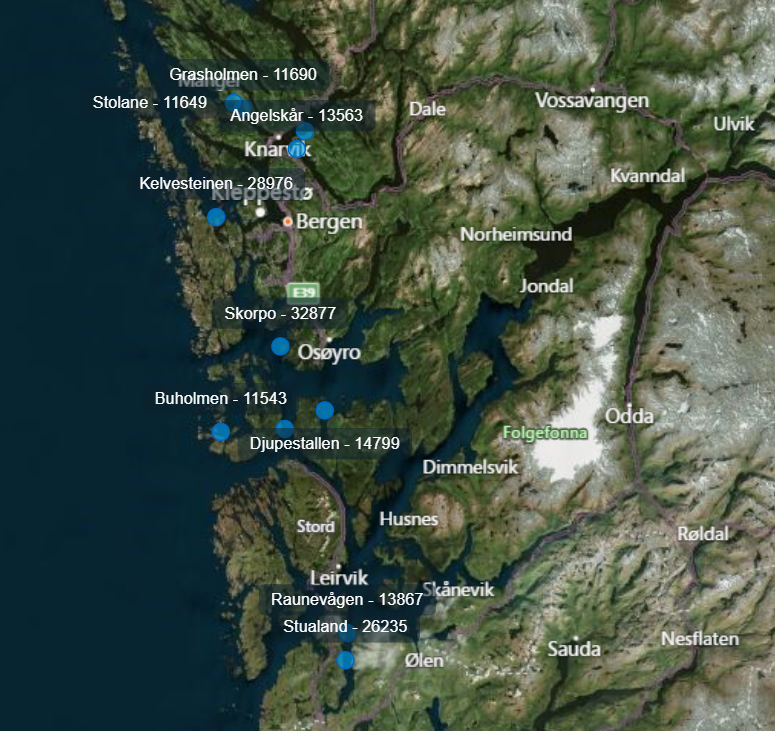 Grasholmen - 11690
Manger
Stolane - 11649
Angelskår - 13563
Dale
Vossavangen
Ulvik
Knarvik
Kvanndal
Kelvesteinen - 28976
Kleppestø
Bergen
Norheimsund
Jondal
E39
Skorpo - 32877
Osøyro
Buholmen - 11543
Odda
Folgefonna
Djupestallen - 14799
Dimmelsvik
Stord
Husnes
Røldal
Leirvik
Skånevik
Raunevågen - 13867
Stualand - 26235
Nesflaten
Sauda
Ølen